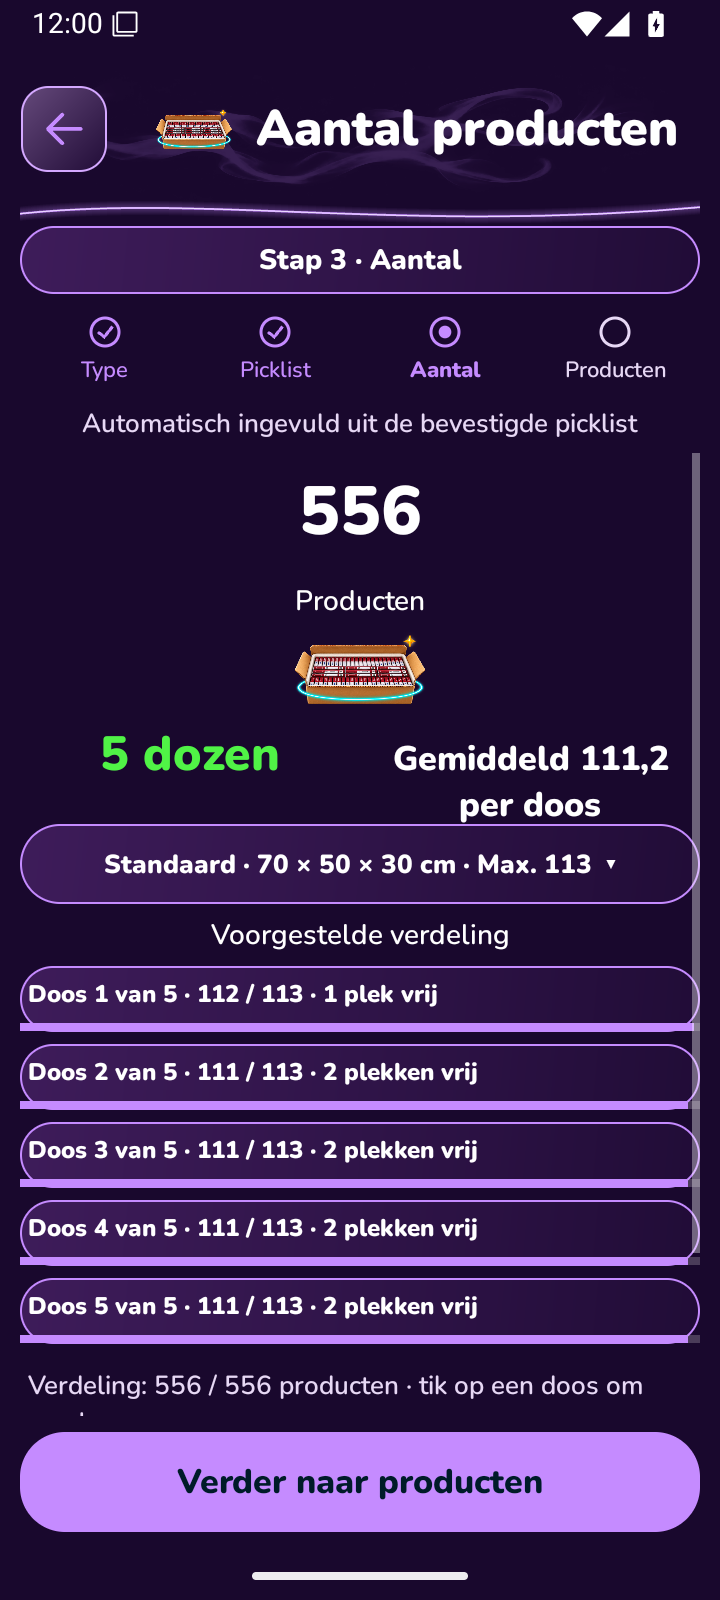 12:00
Aantal producten
Stap 3 · Aantal
Type
Picklist
Aantal
Producten
Automatisch ingevuld uit de bevestigde picklist
556
Producten
5 dozen
Gemiddeld 111,2
per doos
Standaard · 70 × 50 × 30 cm · Max. 113 ▼
Voorgestelde verdeling
Doos 1 van 5 · 112 / 113 · 1 plek vrij
Doos 2 van 5 · 111 / 113 · 2 plekken vrij
Doos 3 van 5 · 111 / 113 · 2 plekken vrij
Doos 4 van 5 · 111 / 113 · 2 plekken vrij
Doos 5 van 5 · 111 / 113 · 2 plekken vrij
Verdeling: 556 / 556 producten · tik op een doos om
Verder naar producten